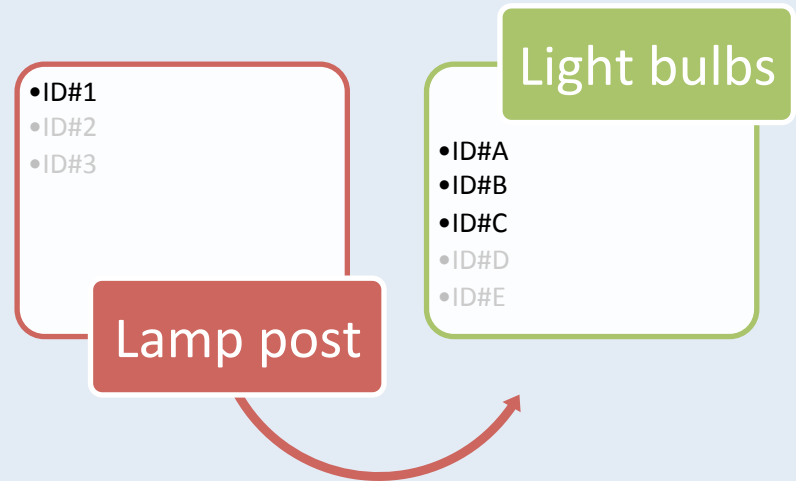 •ID#1
•ID#2
•ID#3
Lamp post
Light bulbs
•ID#A
•ID#B
•ID#C
•ID#D
•ID#E